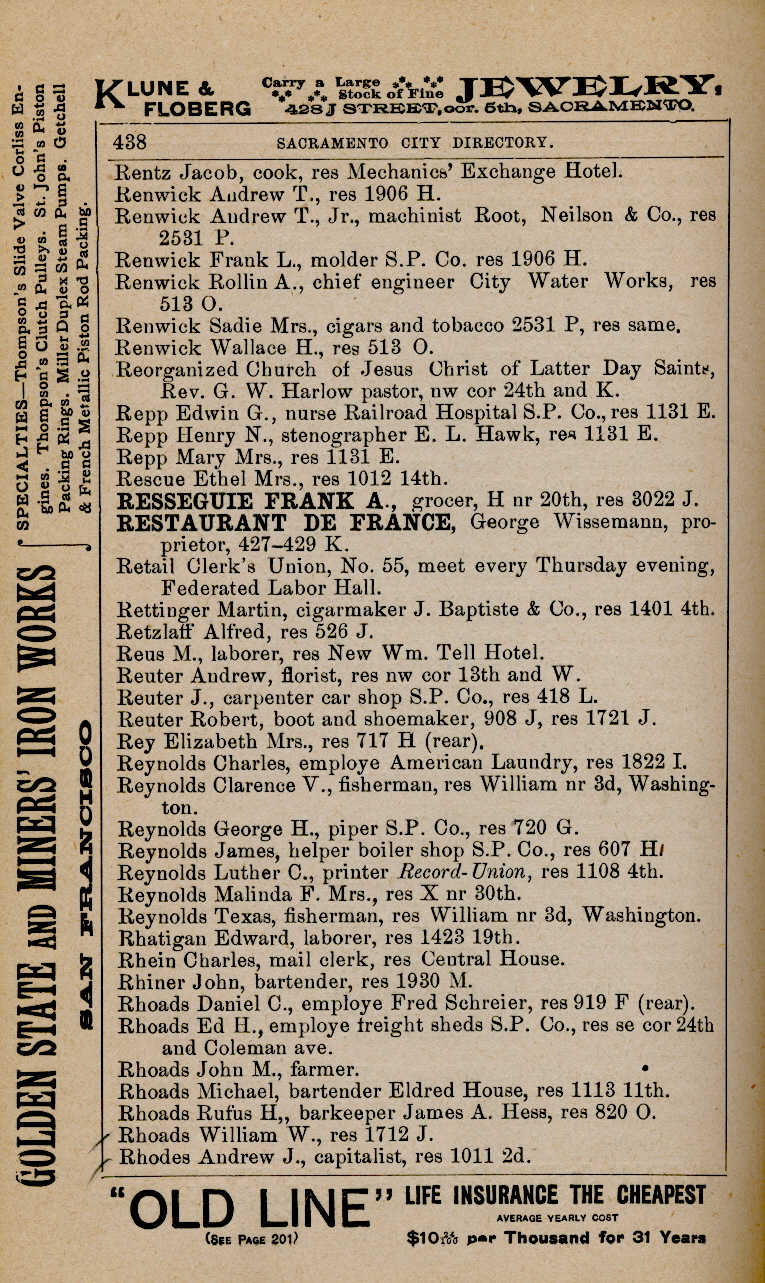 KLUNE & FLOBERG Carry a Large Stock of Fine JEWELRY,
428 J STREET, cor. 5th, SACRAMENTO.
438 SACRAMENTO CITY DIRECTORY.
Rentz Jacob, cook, res Mechanics' Exchange Hotel.
Renwick Andrew T., res 1906 H.
Renwick Andrew T., Jr., machinist Root, Neilson & Co., res
2531 P.
Renwick Frank L., molder S.P. Co. res 1906 H.
Renwick Rollin A., chief engineer City Water Works, res
513 O.
Renwick Sadie Mrs., cigars and tobacco 2531 P, res same.
Renwick Wallace H., res 513 O.
Reorganized Church of Jesus Christ of Latter Day Saints,
Rev. G. W. Harlow pastor, nw cor 24th and K.
Repp Edwin G., nurse Railroad Hospital S.P. Co., res 1131 E.
Repp Henry N., stenographer E. L. Hawk, res 1131 E.
Repp Mary Mrs., res 1131 E.
Rescue Ethel Mrs., res 1012 14th.
RESSEGUIE FRANK A., grocer, H nr 20th, res 3022 J.
RESTAURANT DE FRANCE, George Wissemann, pro-
prietor, 427–429 K.
Retail Clerk's Union, No. 55, meet every Thursday evening,
Federated Labor Hall.
Rettinger Martin, cigarmaker J. Baptiste & Co., res 1401 4th.
Retzlaff Alfred, res 526 J.
Reus M., laborer, res New Wm. Tell Hotel.
Reuter Andrew, florist, res nw cor 13th and W.
Reuter J., carpenter car shop S.P. Co., res 418 L.
Reuter Robert, boot and shoemaker, 908 J, res 1721 J.
Rey Elizabeth Mrs., res 717 H (rear).
Reynolds Charles, employe American Laundry, res 1822 I.
Reynolds Clarence V., fisherman, res William nr 3d, Washing-
ton.
Reynolds George H., piper S.P. Co., res 720 G.
Reynolds James, helper boiler shop S.P. Co., res 607 H
Reynolds Luther C., printer Record-Union, res 1108 4th.
Reynolds Malinda F. Mrs., res X nr 30th.
Reynolds Texas, fisherman, res William nr 3d, Washington.
Rhatigan Edward, laborer, res 1423 19th.
Rhein Charles, mail clerk, res Central House.
Rhiner John, bartender, res 1930 M.
Rhoads Daniel C., employe Fred Schreier, res 919 F (rear).
Rhoads Ed H., employe freight sheds S.P. Co., res se cor 24th
and Coleman ave.
Rhoads John M., farmer.
Rhoads Michael, bartender Eldred House, res 1113 11th.
Rhoads Rufus H,, barkeeper James A. Hess, res 820 O.
Rhoads William W., res 1712 J.
Rhodes Andrew J., capitalist, res 1011 2d.
"OLD LINE" LIFE INSURANCE THE CHEAPEST
AVERAGE YEARLY COST
(SEE PAGE 201) $10 per Thousand for 31 Years
GOLDEN STATE AND MINERS' IRON WORKS
SAN FRANCISCO
SPECIALTIES—Thompson's Slide Valve Corliss En-
gines. Thompson's Clutch Pulleys. St. John's Piston
Packing Rings. Miller Duplex Steam Pumps. Getchell
& French Metallic Piston Rod Packing.